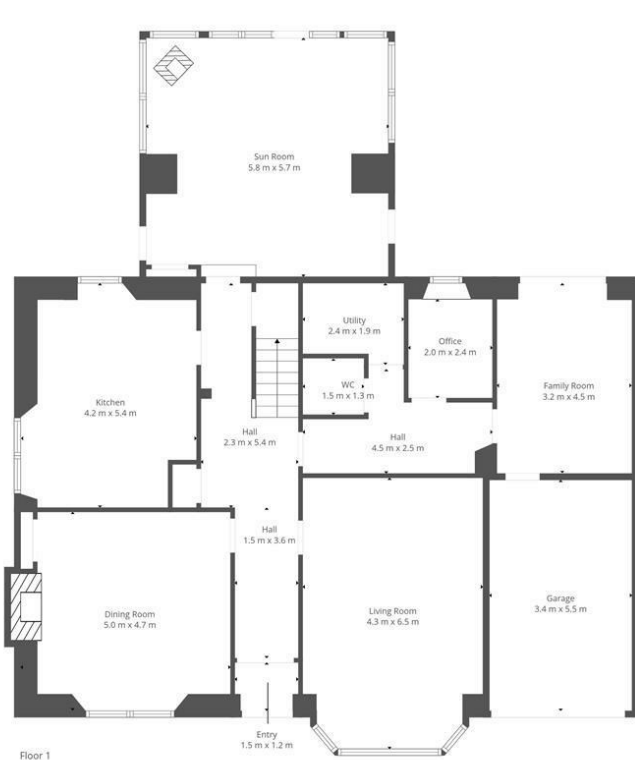 Sun Room
5.8 m x 5.7 m
Utility
2.4 m x 1.9 m
Office
2.0 m x 2.4 m
WC
1.5 m x 1.3 m
Family Room
3.2 m x 4.5 m
Kitchen
4.2 m x 5.4 m
Hall
2.3 m x 5.4 m
Hall
4.5 m x 2.5 m
Hall
1.5 m x 3.6 m
Dining Room
5.0 m x 4.7 m
Living Room
4.3 m x 6.5 m
Garage
3.4 m x 5.5 m
Entry
1.5 m x 1.2 m
Floor 1